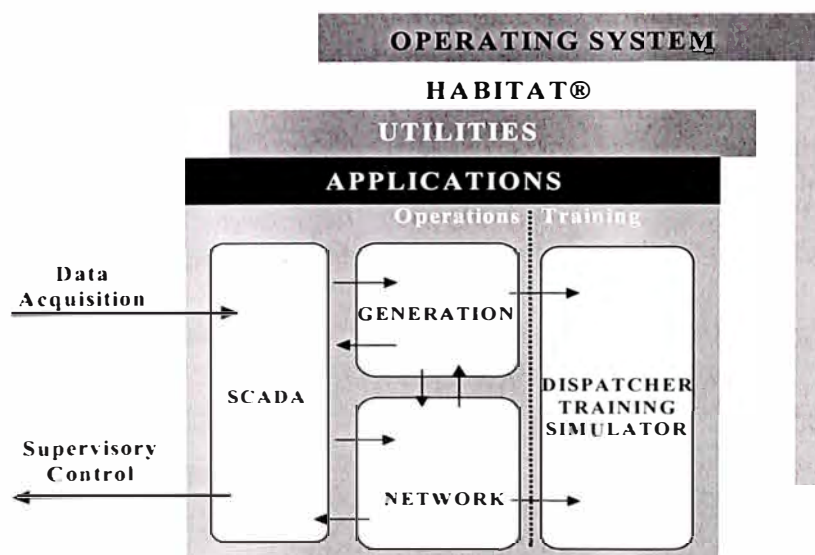 OPERATING SYSTEM
HABITAT®
UTILITIES
APPLICATIONS
Operations Training
Data
Acquisition
GENERATION
SCADA
DISPATCHER
TRAINING
SIMULATOR
Supervisory
Control
NETWORK